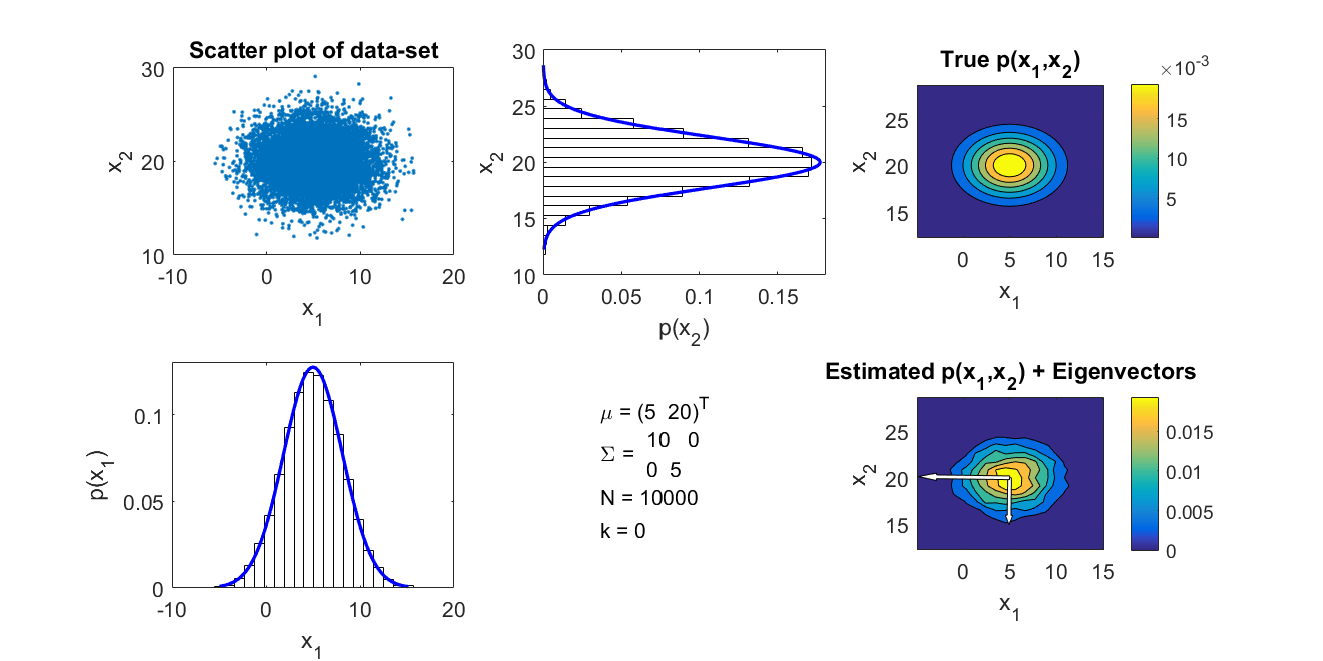 Scatter plot of data-set
30
20
10
-10 0 10 20
x2
x1
30
25
20
15
10
0 0.05 0.1 0.15
x2
p(x2)
True p(x1,x2)
×10-3
25
20
15
0 5 10 15
x2
x1
15
10
5
0.1
0.05
0
-10 0 10 20
p(x1)
x1
μ = (5 20)T
Σ = 10 0
0 5
N = 10000
k = 0
Estimated p(x1,x2) + Eigenvectors
25
20
15
0 5 10 15
x2
x1
0.015
0.01
0.005
0